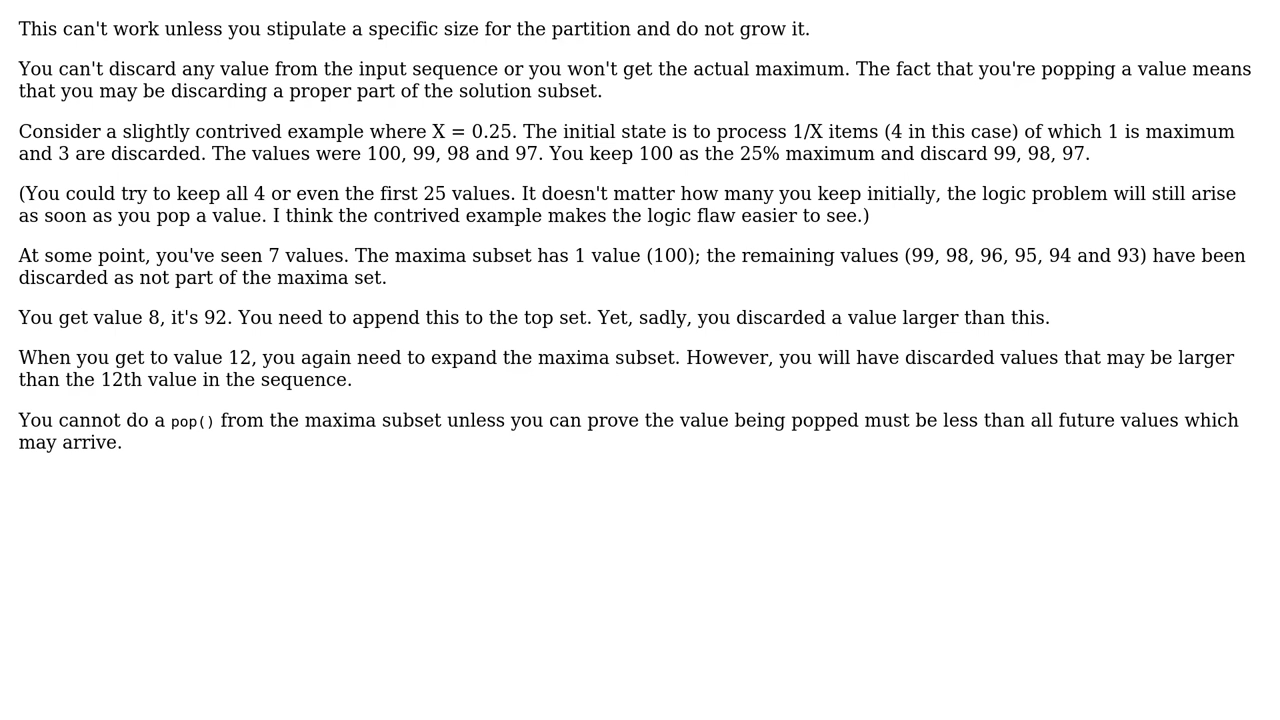 This can't work unless you stipulate a specific size for the partition and do not grow it.
You can't discard any value from the input sequence or you won't get the actual maximum. The fact that you're popping a value means
that you may be discarding a proper part of the solution subset.
Consider a slightly contrived example where X = 0.25. The initial state is to process 1/X items (4 in this case) of which 1 is maximum
and 3 are discarded. The values were 100, 99, 98 and 97. You keep 100 as the 25% maximum and discard 99, 98, 97.
(You could try to keep all 4 or even the first 25 values. It doesn't matter how many you keep initially, the logic problem will still arise
as soon as you pop a value. I think the contrived example makes the logic flaw easier to see.)
At some point, you've seen 7 values. The maxima subset has 1 value (100); the remaining values (99, 98, 96, 95, 94 and 93) have been
discarded as not part of the maxima set.
You get value 8, it's 92. You need to append this to the top set. Yet, sadly, you discarded a value larger than this.
When you get to value 12, you again need to expand the maxima subset. However, you will have discarded values that may be larger
than the 12th value in the sequence.
You cannot do a pop() from the maxima subset unless you can prove the value being popped must be less than all future values which
may arrive.